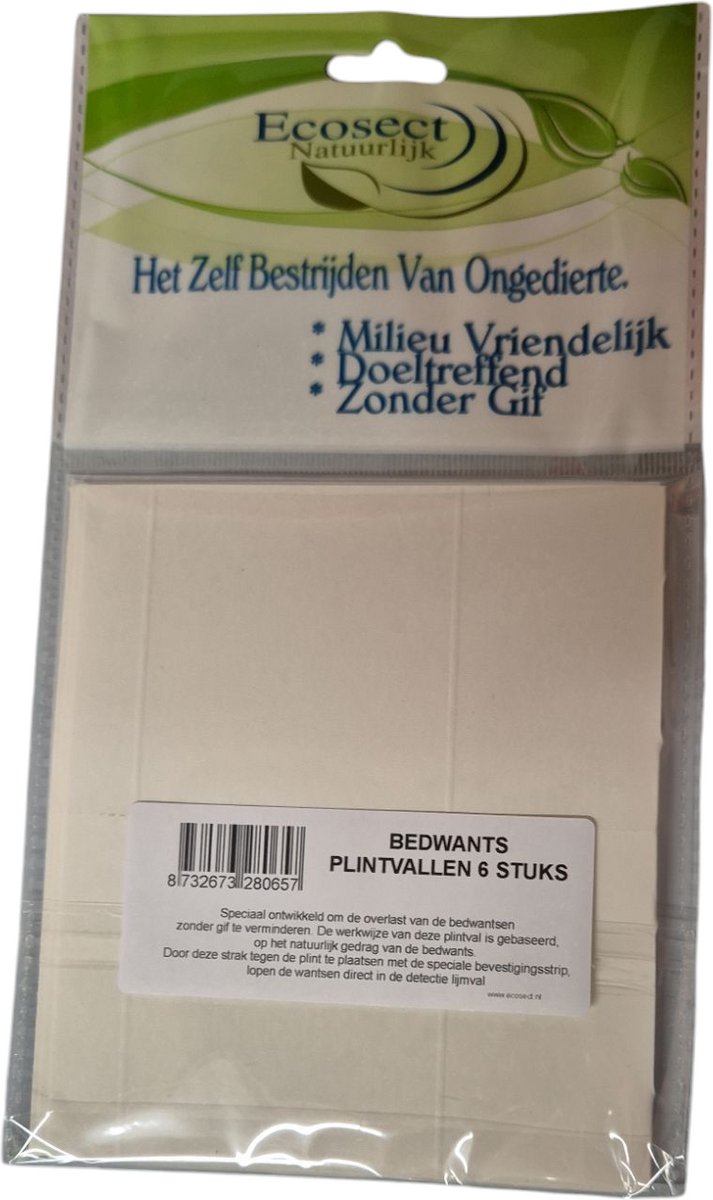 Ecosect
Natuurlijk
Het Zelf Bestrijden Van Ongedierte.
* Milieu Vriendelijk
* Doeltreffend
* Zonder Gif
8 732673 280657
BEDWANTS
PLINTVALLEN 6 STUKS
Speciaal ontwikkeld om de overlast van de bedwantsen
zonder gif te verminderen. De werkwijze van deze plintval is gebaseerd,
op het natuurlijk gedrag van de bedwants.
Door deze strak tegen de plint te plaatsen met de speciale bevestigingsstrip,
lopen de wantsen direct in de detectie lijmval
www.ecosect.nl